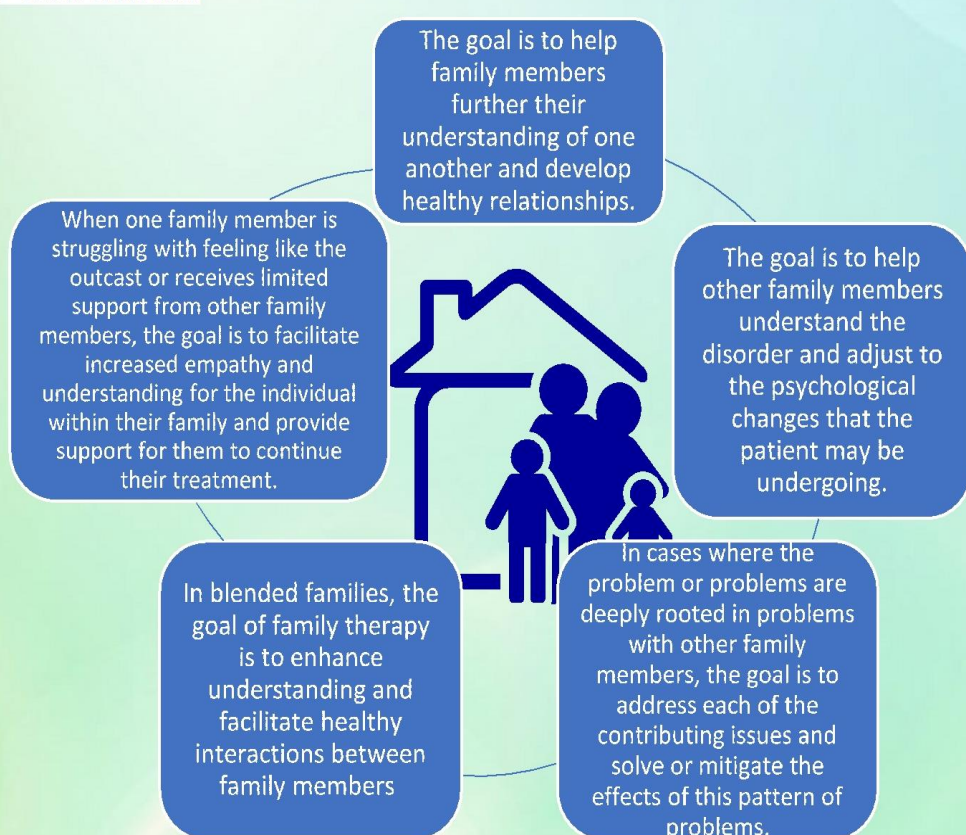 The goal is to help
family members
further their
understanding of one
another and develop
healthy relationships.
The goal is to help
other family members
understand the
disorder and adjust to
the psychological
changes that the
patient may be
undergoing.
In cases where the
problem or problems are
deeply rooted in problems
with other family
members, the goal is to
address each of the
contributing issues and
solve or mitigate the
effects of this pattern of
problems.
In blended families, the
goal of family therapy
is to enhance
understanding and
facilitate healthy
interactions between
family members
When one family member is
struggling with feeling like the
outcast or receives limited
support from other family
members, the goal is to facilitate
increased empathy and
understanding for the individual
within their family and provide
support for them to continue
their treatment.